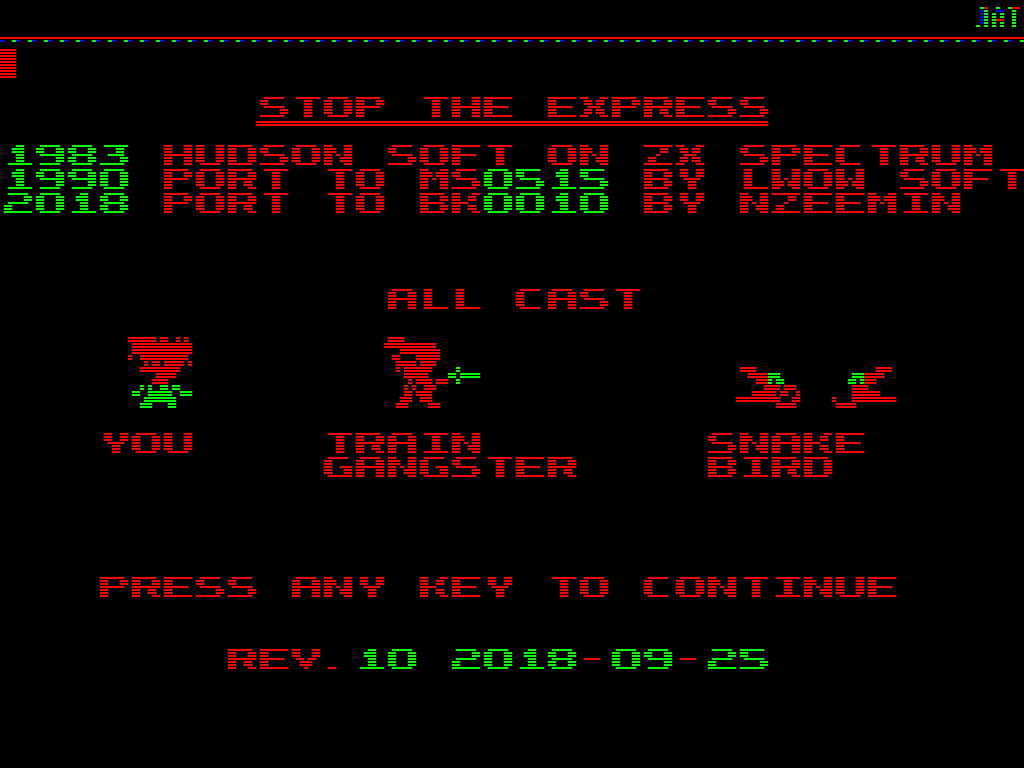 STOP THE EXPRESS
1983 HUDSON SOFT ON ZX SPECTRUM
1990 PORT TO MS0515 BY LWOW SOFT
2018 PORT TO BK0010 BY NZEEMIN
ALL CAST
YOU TRAIN SNAKE
GANGSTER BIRD
PRESS ANY KEY TO CONTINUE
REV. 10 2018-09-25